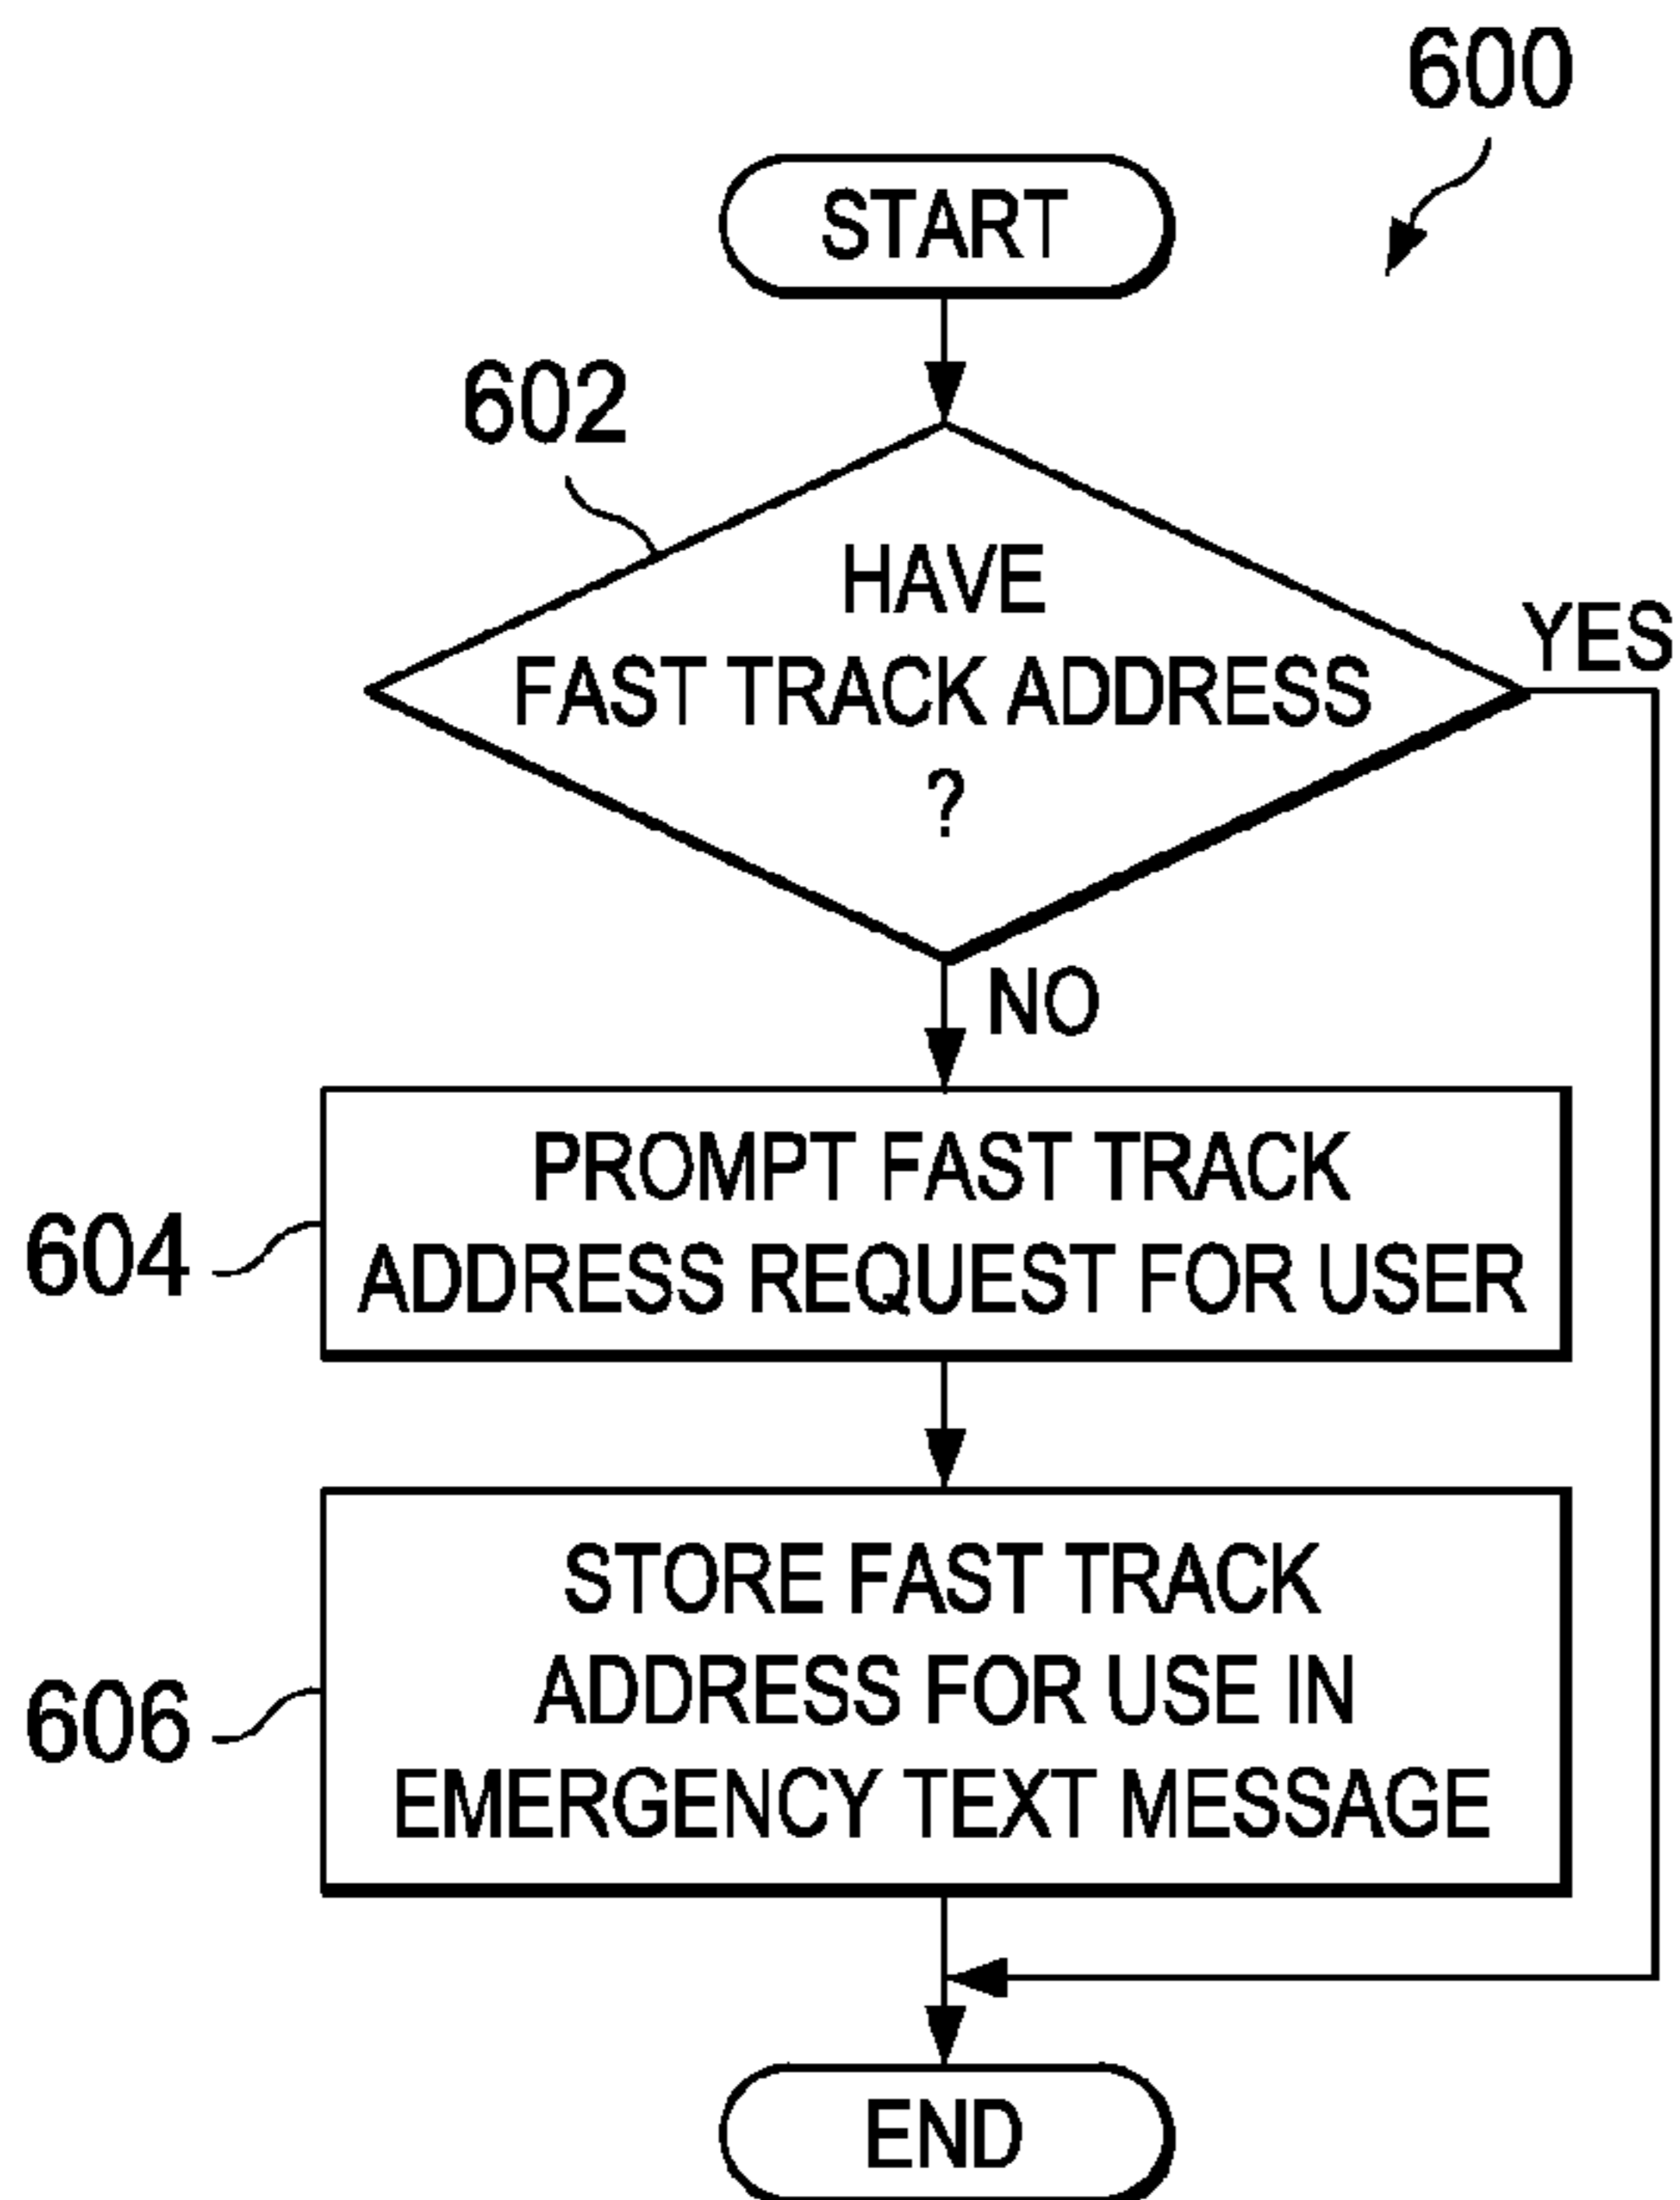 600
START
602
HAVE
FAST TRACK ADDRESS
?
YES
NO
PROMPT FAST TRACK
ADDRESS REQUEST FOR USER
604
STORE FAST TRACK
ADDRESS FOR USE IN
EMERGENCY TEXT MESSAGE
606
END